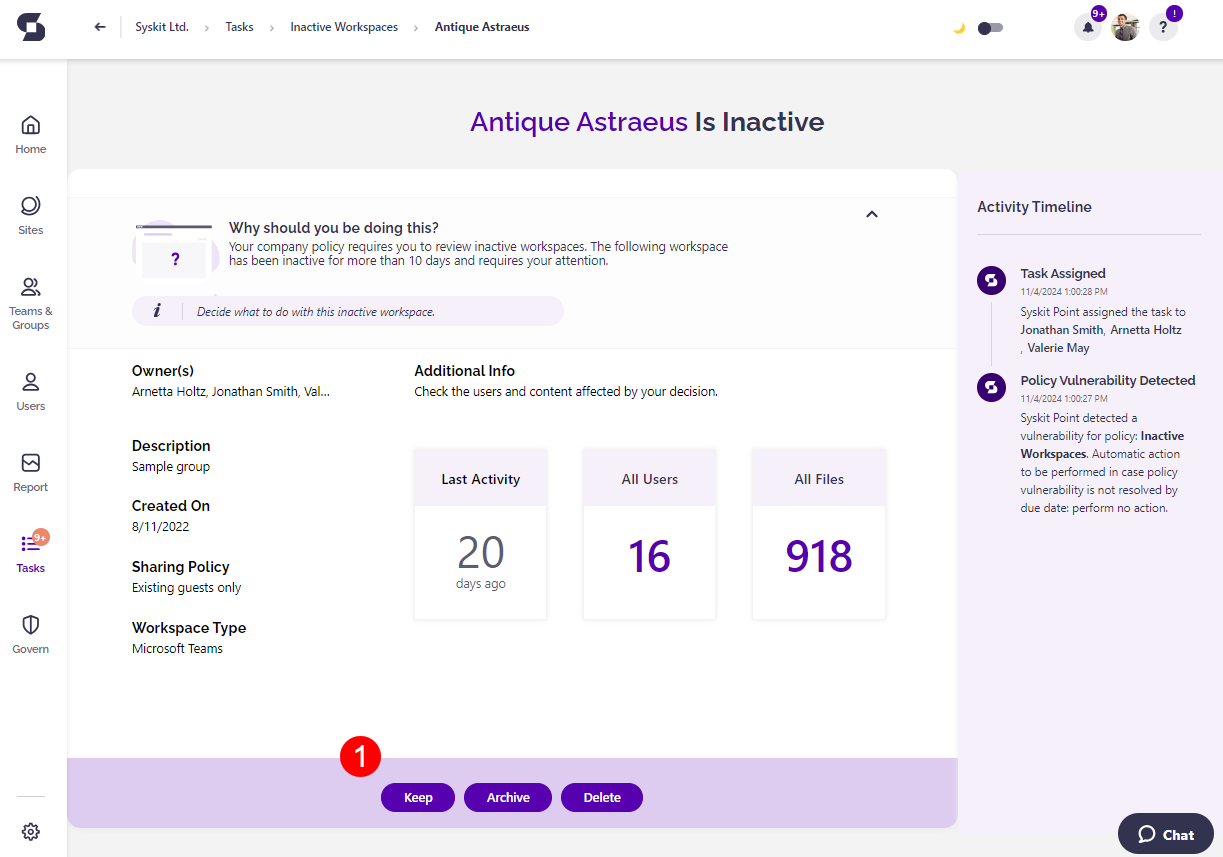 Syskit Ltd. › Tasks › Inactive Workspaces › Antique Astraeus
9+
!
?
Home
Sites
Teams &
Groups
Users
Report
9+
Tasks
Govern
Antique Astraeus Is Inactive
?
Why should you be doing this?
Your company policy requires you to review inactive workspaces. The following workspace
has been inactive for more than 10 days and requires your attention.
i
Decide what to do with this inactive workspace.
Owner(s)
Arnetta Holtz, Jonathan Smith, Val...
Description
Sample group
Created On
8/11/2022
Sharing Policy
Existing guests only
Workspace Type
Microsoft Teams
Additional Info
Check the users and content affected by your decision.
Last Activity
20
days ago
All Users
16
All Files
918
1
Keep
Archive
Delete
Activity Timeline
Task Assigned
11/4/2024 1:00:28 PM
Syskit Point assigned the task to
Jonathan Smith, Arnetta Holtz
, Valerie May
Policy Vulnerability Detected
11/4/2024 1:00:27 PM
Syskit Point detected a
vulnerability for policy: Inactive
Workspaces. Automatic action
to be performed in case policy
vulnerability is not resolved by
due date: perform no action.
Chat